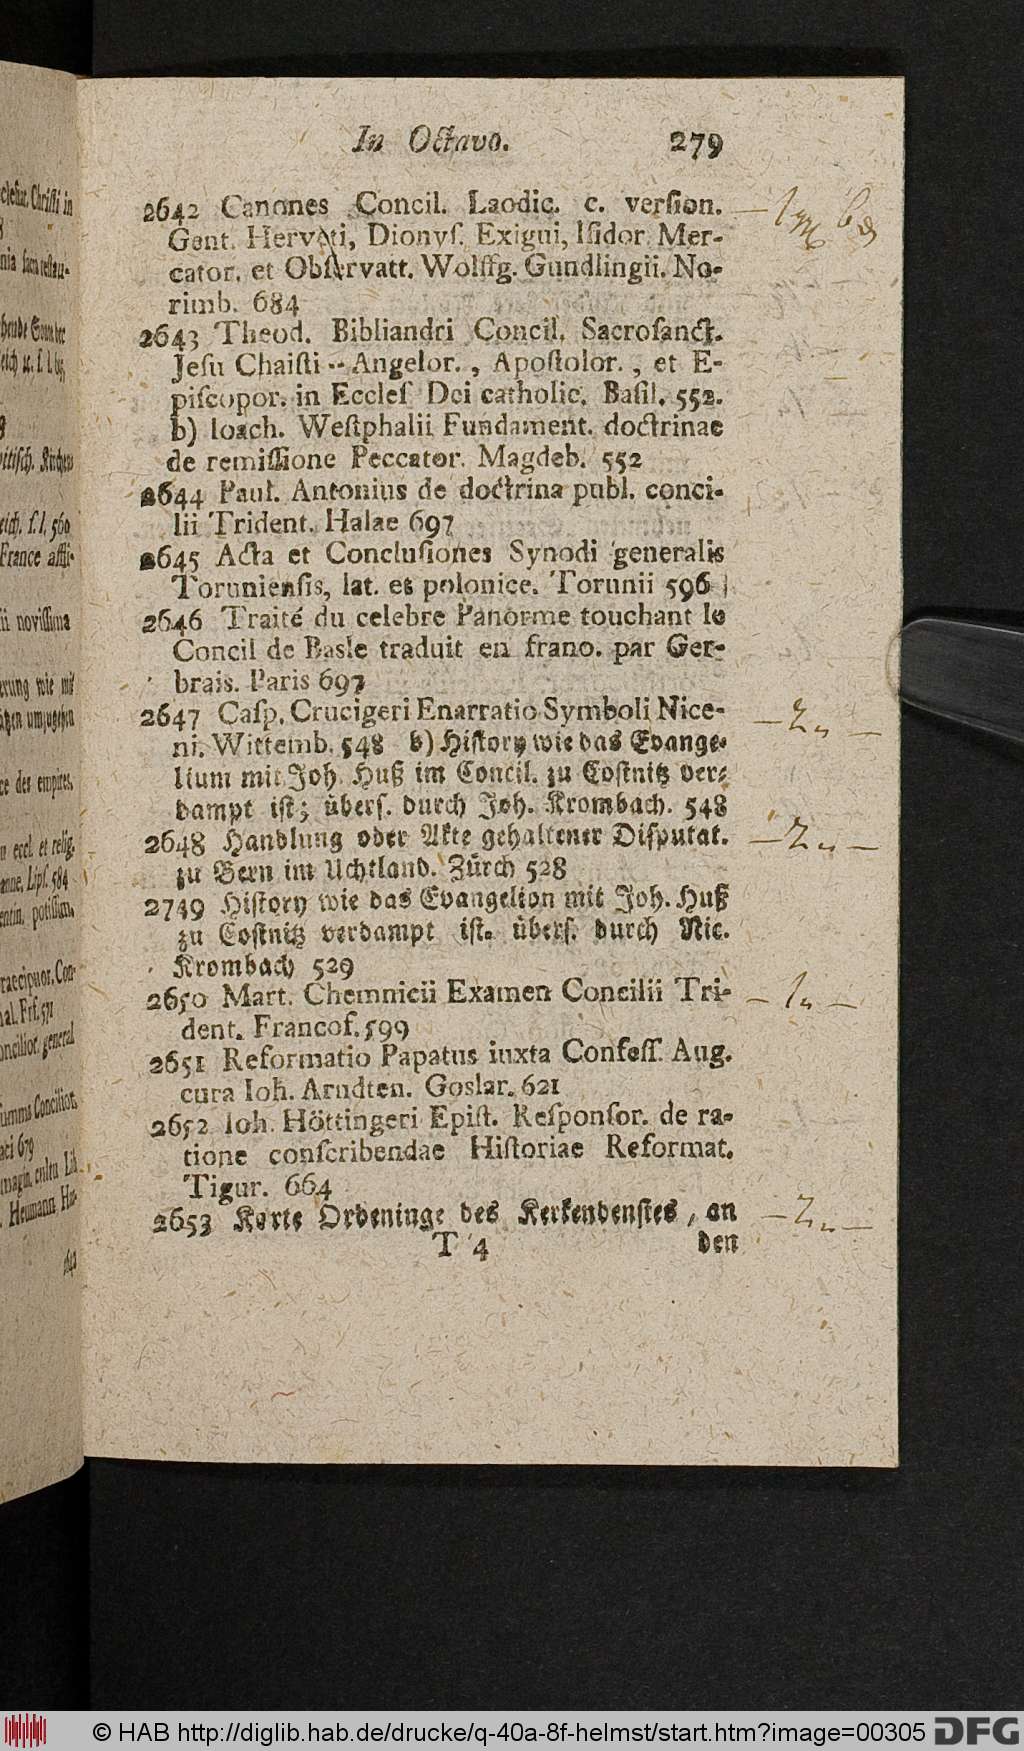 In Octavo. 279
2642 Canones Concil. Laodic. c. version.
Gent. Herveti, Dionys. Exigui, Isidor. Mer-
cator. et Observatt. Wolffg. Gundlingii. No-
rimb. 684
2643 Theod. Bibliandri Concil. Sacrosanct.
Jesu Chaisti -- Angelor. , Apostolor. , et E-
piscopor. in Eccles Dei catholic. Basil. 552.
b) Ioach. Westphalii Fundament. doctrinae
de remissione Peccator. Magdeb. 552
2644 Paul. Antonius de doctrina publ. conci-
lii Trident. Halae 697
2645 Acta et Conclusiones Synodi generalis
Toruniensis, lat. et polonice. Torunii 596
2646 Traité du celebre Panorme touchant le
Concil de Basle traduit en franc. par Ger-
brais. Paris 697
2647 Casp. Crucigeri Enarratio Symboli Nice-
ni. Wittemb. 548 b) History wie das Evange-
lium mit Joh. Huß im Concil. zu Costnitz ver-
dampt ist; übers. durch Joh. Krombach. 548
2648 Handlung oder Akte gehaltener Disputat.
zu Bern im Uchtland. Zürch 528
2749 History wie das Evangelion mit Joh. Huß
zu Costnitz verdampt ist. übers. durch Nic.
Krombach 529
2650 Mart. Chemnicii Examen Concilii Tri-
dent. Francof. 599
2651 Reformatio Papatus iuxta Confess. Aug.
cura Ioh. Arndten. Goslar. 621
2652 Ioh. Höttingeri Epist. Responsor. de ra-
tione conscribendae Historiae Reformat.
Tigur. 664
2653 Korte Ordeninge des Kerkendenstes, an
T 4 den
© HAB http://diglib.hab.de/drucke/q-40a-8f-helmst/start.htm?image=00305 DFG